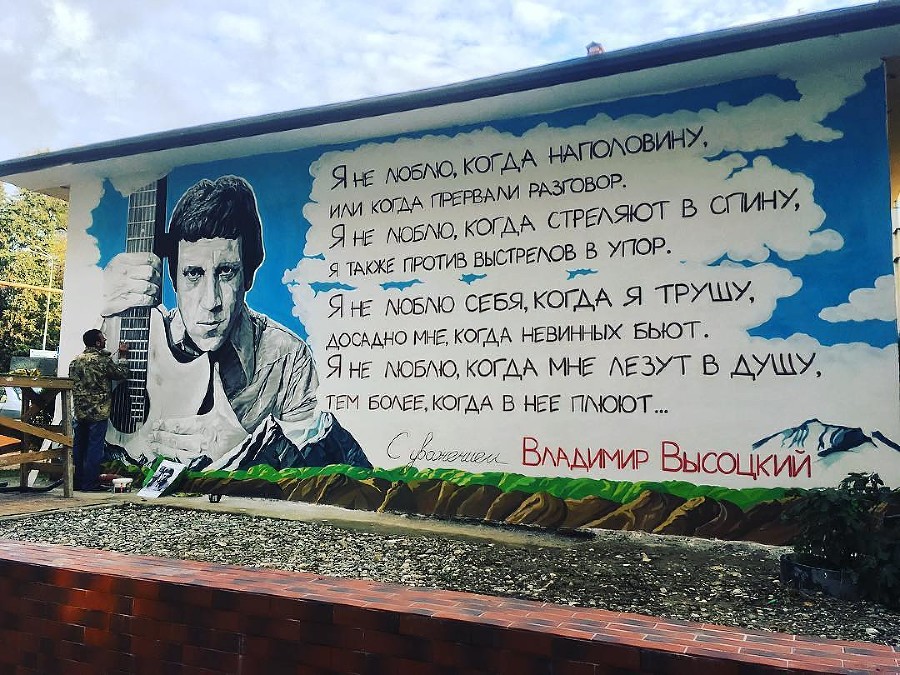 Я НЕ ЛЮБЛЮ, КОГДА НАПОЛОВИНУ,
ИЛИ КОГДА ПРЕРВАЛИ РАЗГОВОР.
Я НЕ ЛЮБЛЮ, КОГДА СТРЕЛЯЮТ В СПИНУ,
Я ТАКЖЕ ПРОТИВ ВЫСТРЕЛОВ В УПОР.
Я НЕ ЛЮБЛЮ СЕБЯ, КОГДА Я ТРУШУ,
ДОСАДНО МНЕ, КОГДА НЕВИННЫХ БЬЮТ.
Я НЕ ЛЮБЛЮ, КОГДА МНЕ ЛЕЗУТ В ДУШУ,
ТЕМ БОЛЕЕ, КОГДА В НЕЕ ПЛЮЮТ...
С уважением ВЛАДИМИР ВЫСОЦКИЙ